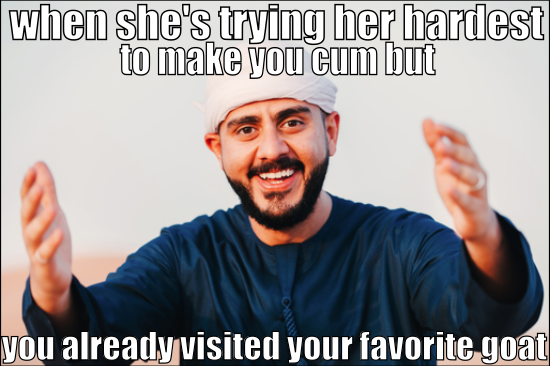 when she's trying her hardest
to make you cum but
you already visited your favorite goat